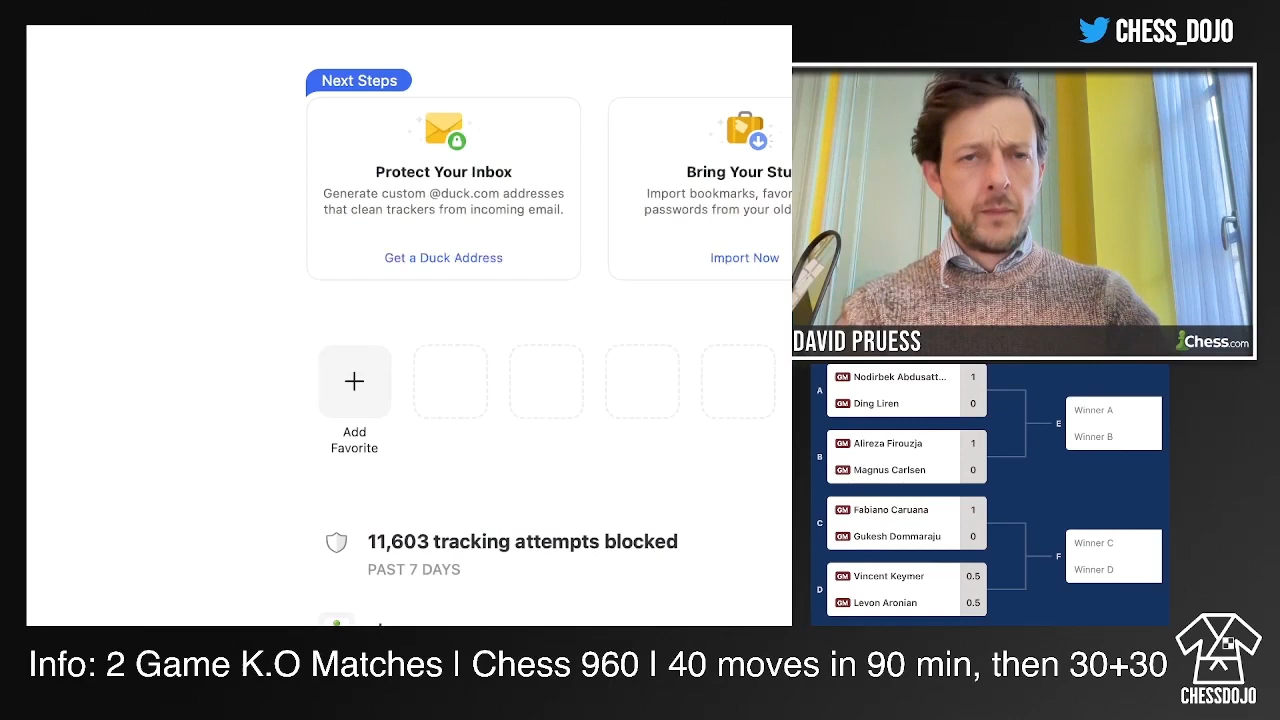 CHESS_DOJO
Next Steps
Protect Your Inbox
Generate custom @duck.com addresses
that clean trackers from incoming email.
Get a Duck Address
Bring Your Stu
Import bookmarks, favor
passwords from your old
Import Now
+
Add
Favorite
11,603 tracking attempts blocked
PAST 7 DAYS
DAVID PRUESS
Chess.com
A
GM Nodirbek Abdusatt... 1
GM Ding Liren 0
B
GM Alireza Firouzja 1
GM Magnus Carlsen 0
C
GM Fabiano Caruana 1
GM Gukesh Dommaraju 0
D
GM Vincent Keymer 0.5
GM Levon Aronian 0.5
E
Winner A
Winner B
F
Winner C
Winner D
Info: 2 Game K.O Matches | Chess 960 | 40 moves in 90 min, then 30+30
CHESSDOJO